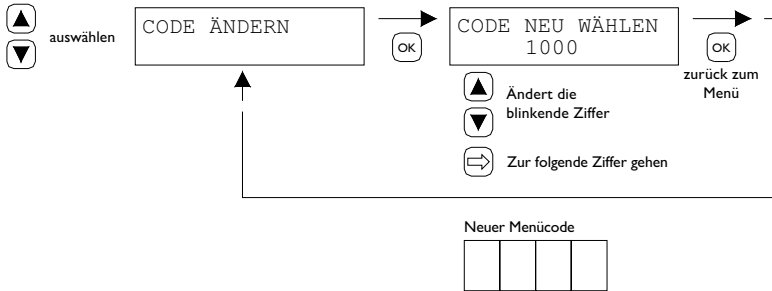 auswählen
CODE ÄNDERN
OK
CODE NEU WÄHLEN
1000
OK
zurück zum
Menü
Ändert die
blinkende Ziffer
Zur folgende Ziffer gehen
Neuer Menücode